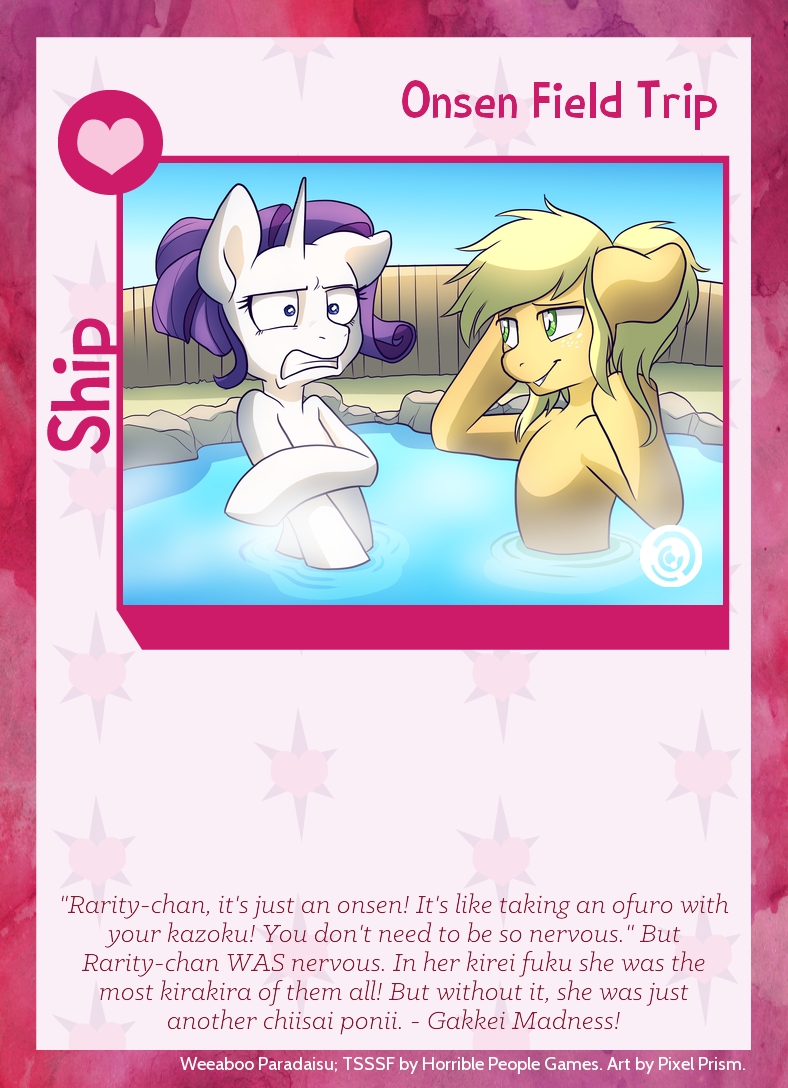 Onsen Field Trip
Ship
"Rarity-chan, it's just an onsen! It's like taking an ofuro with
your kazoku! You don't need to be so nervous." But
Rarity-chan WAS nervous. In her kirei fuku she was the
most kirakira of them all! But without it, she was just
another chiisai ponii. - Gakkei Madness!
Weeaboo Paradaisu; TSSSF by Horrible People Games. Art by Pixel Prism.